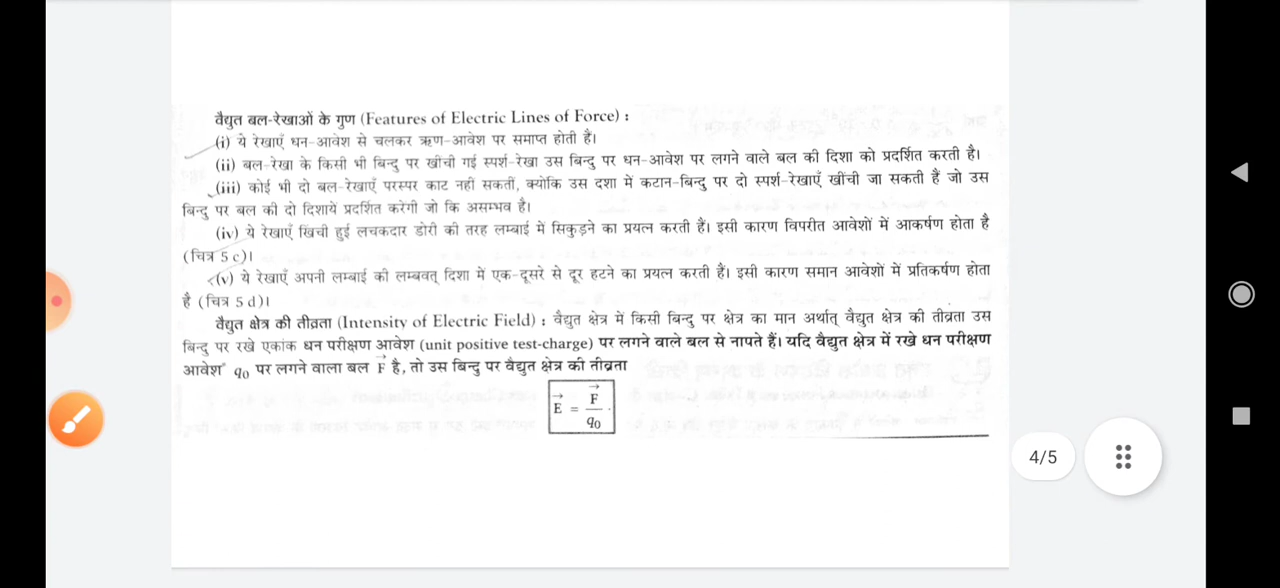 वैद्युत बल-रेखाओं के गुण (Features of Electric Lines of Force) :
(i) ये रेखाएँ धन-आवेश से चलकर ऋण-आवेश पर समाप्त होती हैं।
(ii) बल-रेखा के किसी भी बिन्दु पर खींची गई स्पर्श-रेखा उस बिन्दु पर धन-आवेश पर लगने वाले बल की दिशा को प्रदर्शित करती है।
(iii) कोई भी दो बल-रेखाएँ परस्पर काट नहीं सकतीं, क्योंकि उस दशा में कटान-बिन्दु पर दो स्पर्श-रेखाएँ खींची जा सकती हैं जो उस
बिन्दु पर बल की दो दिशायें प्रदर्शित करेंगी जो कि असम्भव है।
(iv) ये रेखाएँ खिची हुई लचकदार डोरी की तरह लम्बाई में सिकुड़ने का प्रयत्न करती हैं। इसी कारण विपरीत आवेशों में आकर्षण होता है
(चित्र 5 c)।
(v) ये रेखाएँ अपनी लम्बाई की लम्बवत् दिशा में एक-दूसरे से दूर हटने का प्रयत्न करती हैं। इसी कारण समान आवेशों में प्रतिकर्षण होता
है (चित्र 5 d)।
वैद्युत क्षेत्र की तीव्रता (Intensity of Electric Field) : वैद्युत क्षेत्र में किसी बिन्दु पर क्षेत्र का मान अर्थात् वैद्युत क्षेत्र की तीव्रता उस
बिन्दु पर रखे एकांक धन परीक्षण आवेश (unit positive test-charge) पर लगने वाले बल से नापते हैं। यदि वैद्युत क्षेत्र में रखे धन परीक्षण
आवेश* q₀ पर लगने वाला बल F⃗ है, तो उस बिन्दु पर वैद्युत क्षेत्र की तीव्रता
E⃗ = F⃗ / q₀ .
4/5